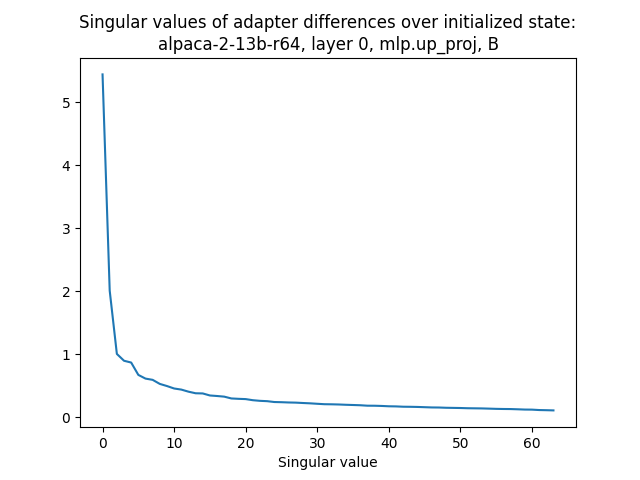 Singular values of adapter differences over initialized state:
alpaca-2-13b-r64, layer 0, mlp.up_proj, B
5
4
3
2
1
0
0 10 20 30 40 50 60
Singular value